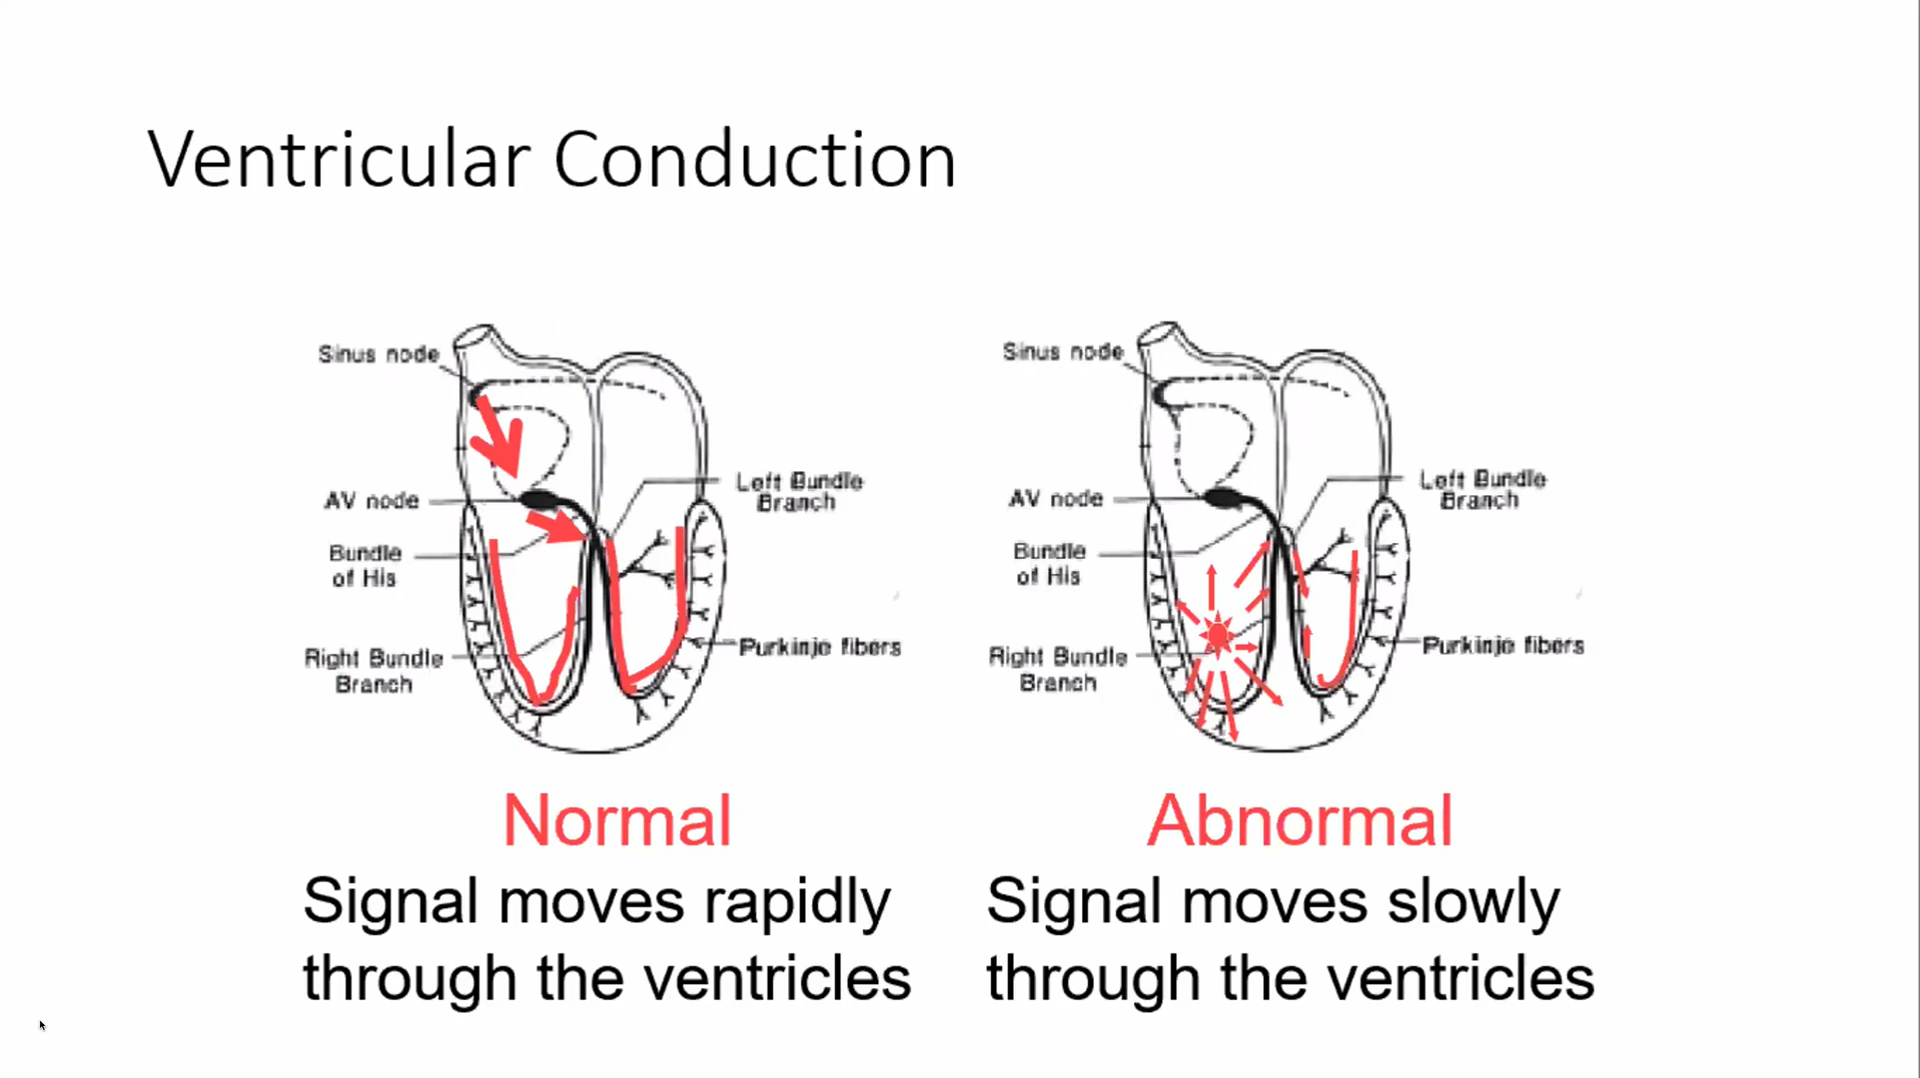 Ventricular Conduction
Sinus node
AV node
Bundle
of His
Right Bundle
Branch
Left Bundle
Branch
Purkinje fibers
Sinus node
AV node
Bundle
of His
Right Bundle
Branch
Left Bundle
Branch
Purkinje fibers
Normal
Signal moves rapidly
through the ventricles
Abnormal
Signal moves slowly
through the ventricles